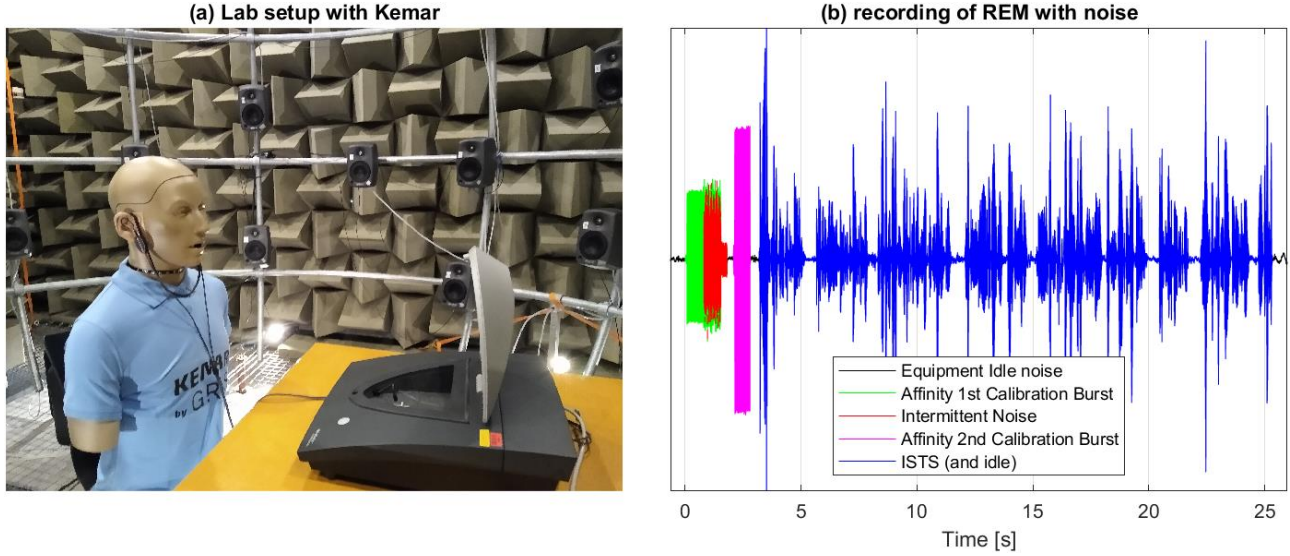 (a) Lab setup with Kemar
KEMAR
by GR
(b) recording of REM with noise
Equipment Idle noise
Affinity 1st Calibration Burst
Intermittent Noise
Affinity 2nd Calibration Burst
ISTS (and idle)
0 5 10 15 20 25
Time [s]